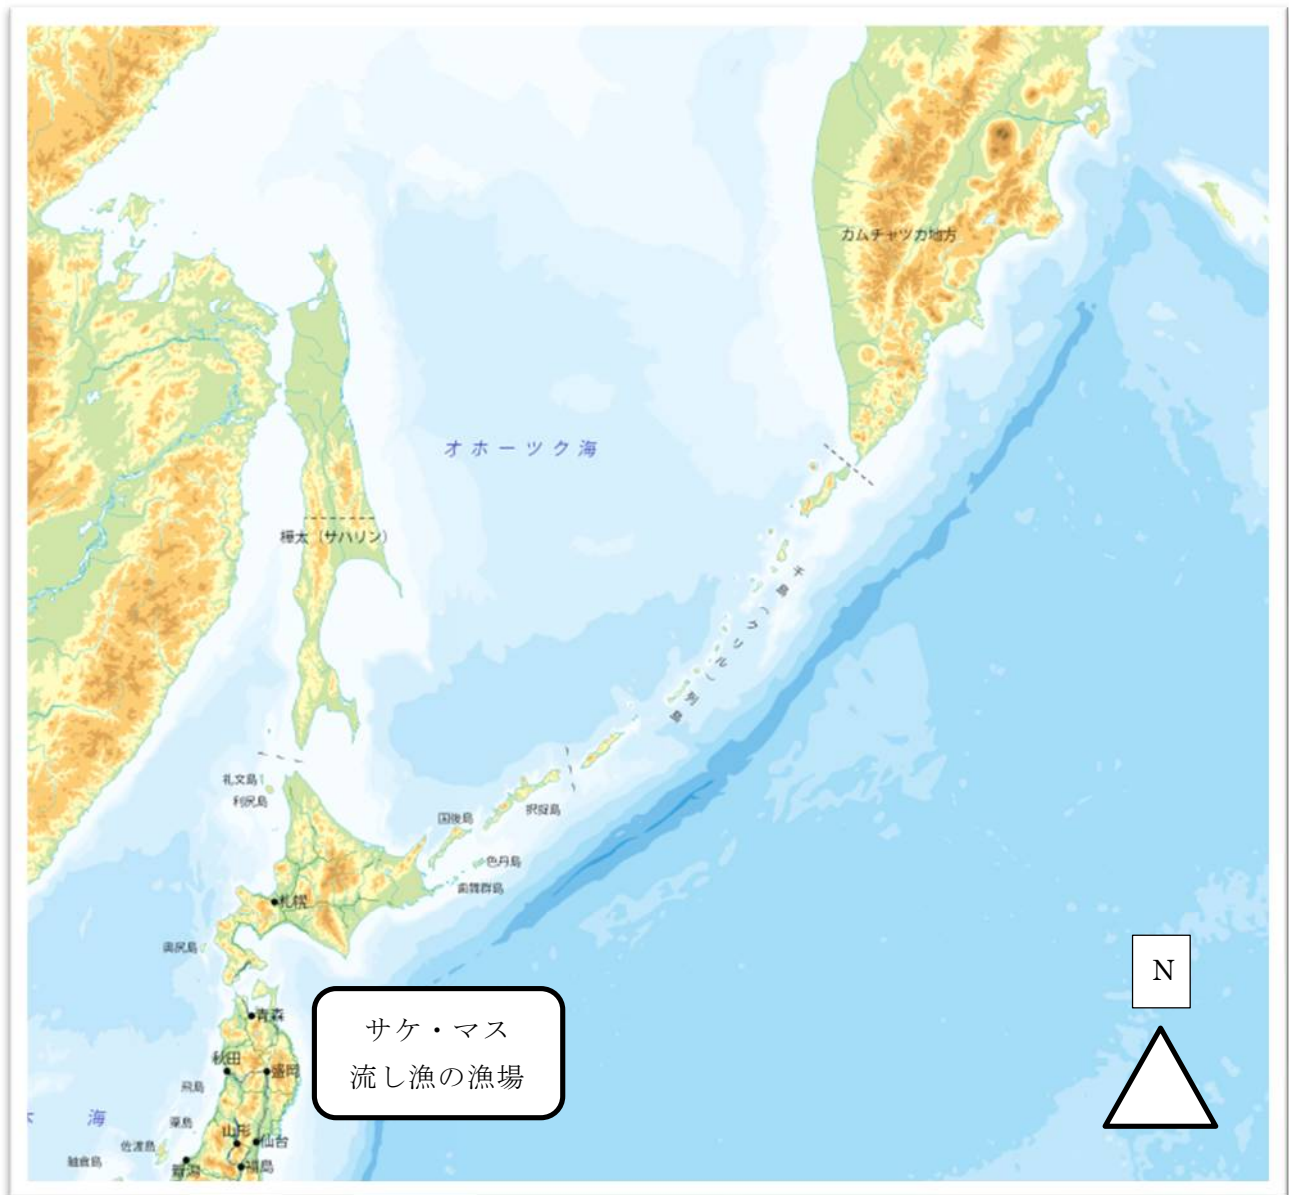 カムチャツカ地方
オホーツク海
樺太（サハリン）
千島（クリル）列島
礼文島
利尻島
択捉島
国後島
色丹島
歯舞群島
札幌
奥尻島
N
青森
サケ・マス
流し漁の漁場
秋田
盛岡
飛島
海
粟島
山形
仙台
佐渡島
舳倉島
新潟
福島